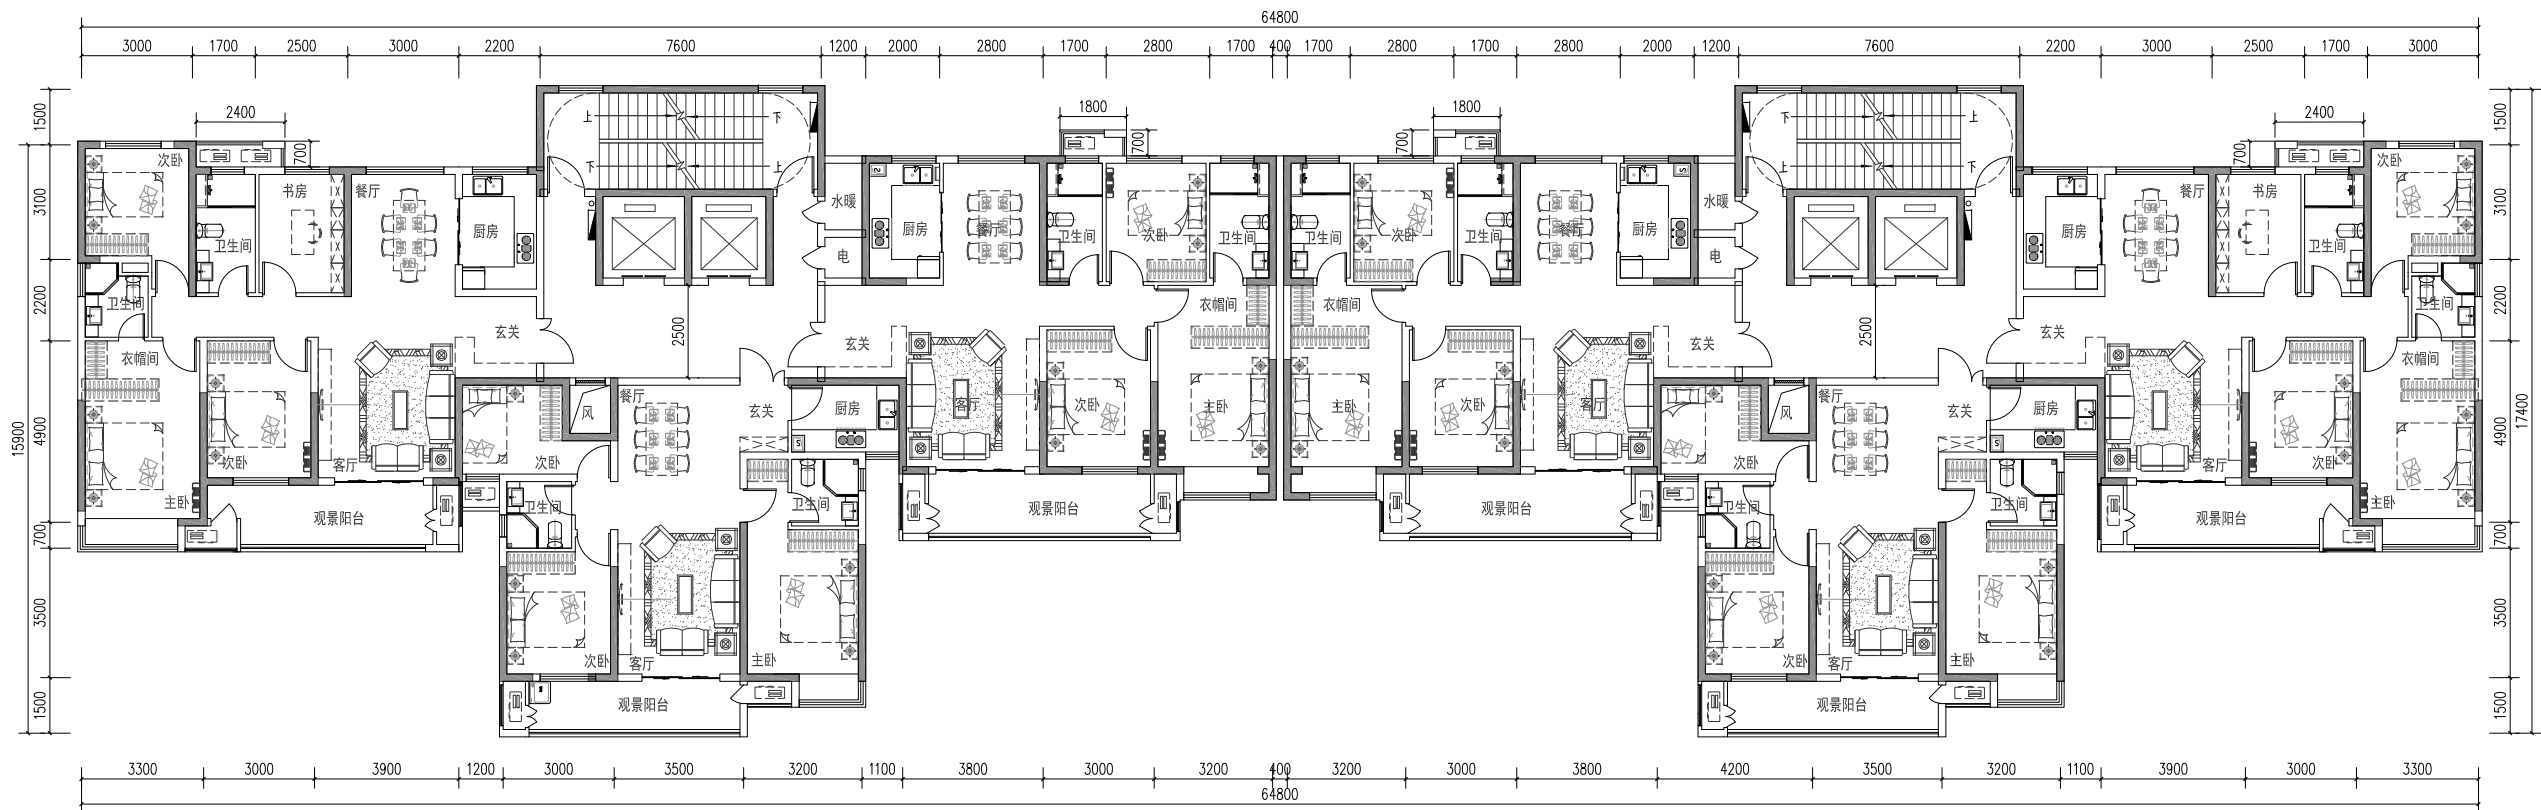 64800
3000 1700 2500 3000 2200 7600 1200 2000 2800 1700 2800 1700 400 1700 2800 1700 2800 2000 1200 7600 2200 3000 2500 1700 3000
2400 1800 1800 2400
700 700 700 700
1500 3100 2200 4900 700 3500 1500
15900
1500 3100 2200 4900 700 3500 1500
17400
上 下 下 上
下 上 上 下
次卧 书房 餐厅 水暖 厨房 餐厅 次卧 次卧 餐厅 厨房 水暖 餐厅 书房 次卧
卫生间 厨房 卫生间 卫生间 卫生间 卫生间 厨房 卫生间
电 电
卫生间 衣帽间 衣帽间 卫生间
玄关 2500 玄关 玄关 2500 玄关
衣帽间 衣帽间
餐厅 玄关 厨房 客厅 次卧 主卧 主卧 次卧 客厅 餐厅 玄关 厨房
风 风
次卧 客厅 次卧 次卧 客厅 次卧
主卧 卫生间 卫生间 卫生间 卫生间 主卧
观景阳台 观景阳台 观景阳台 观景阳台
次卧 客厅 主卧 次卧 客厅 主卧
观景阳台 观景阳台
3300 3000 3900 1200 3000 3500 3200 1100 3800 3000 3200 400 3200 3000 3800 4200 3500 3200 1100 3900 3000 3300
64800